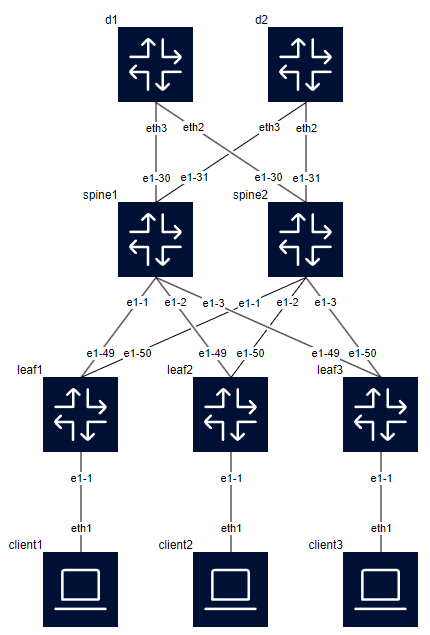 d1 d2
eth3 eth2 eth3 eth2
e1-30 e1-31 e1-30 e1-31
spine1 spine2
e1-1 e1-2 e1-3 e1-1 e1-2 e1-3
e1-49 e1-50 e1-49 e1-50 e1-49 e1-50
leaf1 leaf2 leaf3
e1-1 e1-1 e1-1
eth1 eth1 eth1
client1 client2 client3